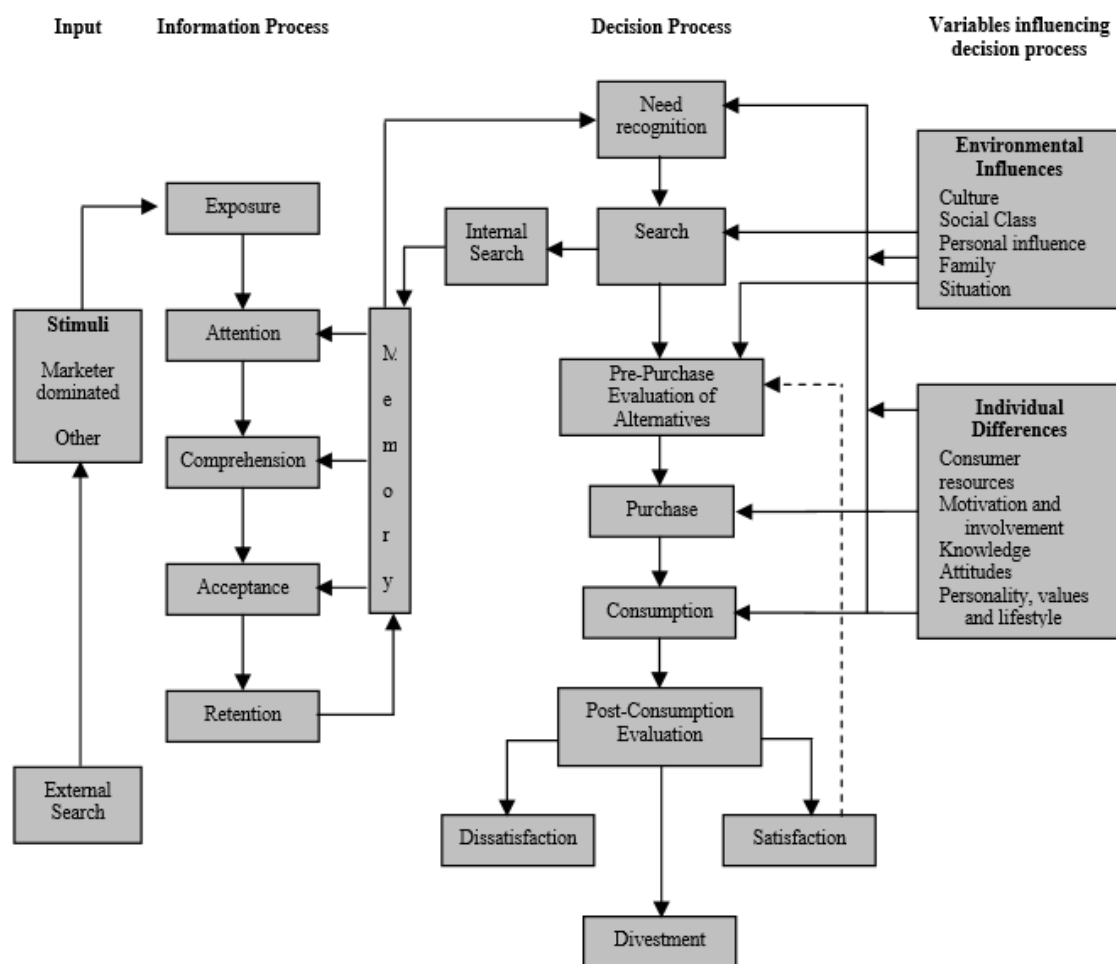 Input
Information Process
Decision Process
Variables influencing
decision process
Need
recognition
Environmental
Influences
Culture
Social Class
Personal influence
Family
Situation
Exposure
Internal
Search
Search
Stimuli
Marketer
dominated
Other
Attention
M
e
m
o
r
y
Pre-Purchase
Evaluation of
Alternatives
Individual
Differences
Consumer
resources
Motivation and
involvement
Knowledge
Attitudes
Personality, values
and lifestyle
Comprehension
Purchase
Acceptance
Consumption
Retention
Post-Consumption
Evaluation
External
Search
Dissatisfaction
Satisfaction
Divestment